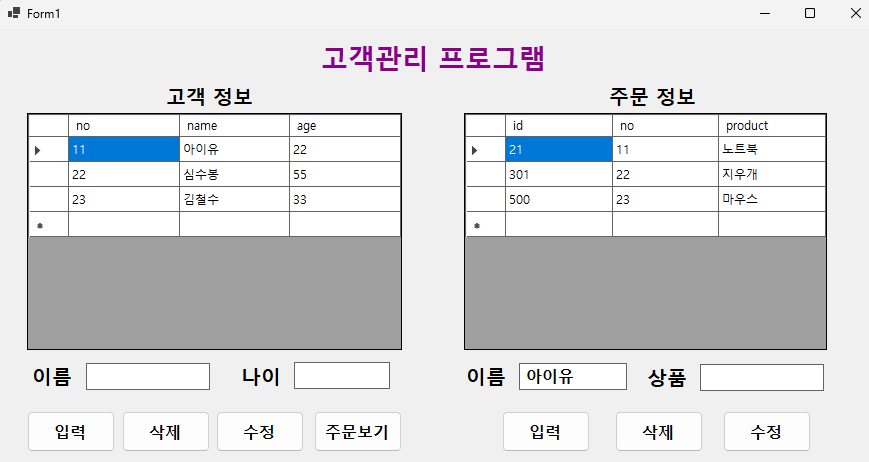 Form1
고객관리 프로그램
고객 정보
no name age
11 아이유 22
22 심수봉 55
23 김철수 33
주문 정보
id no product
21 11 노트북
301 22 지우개
500 23 마우스
이름 나이
이름 아이유 상품
입력 삭제 수정 주문보기
입력 삭제 수정